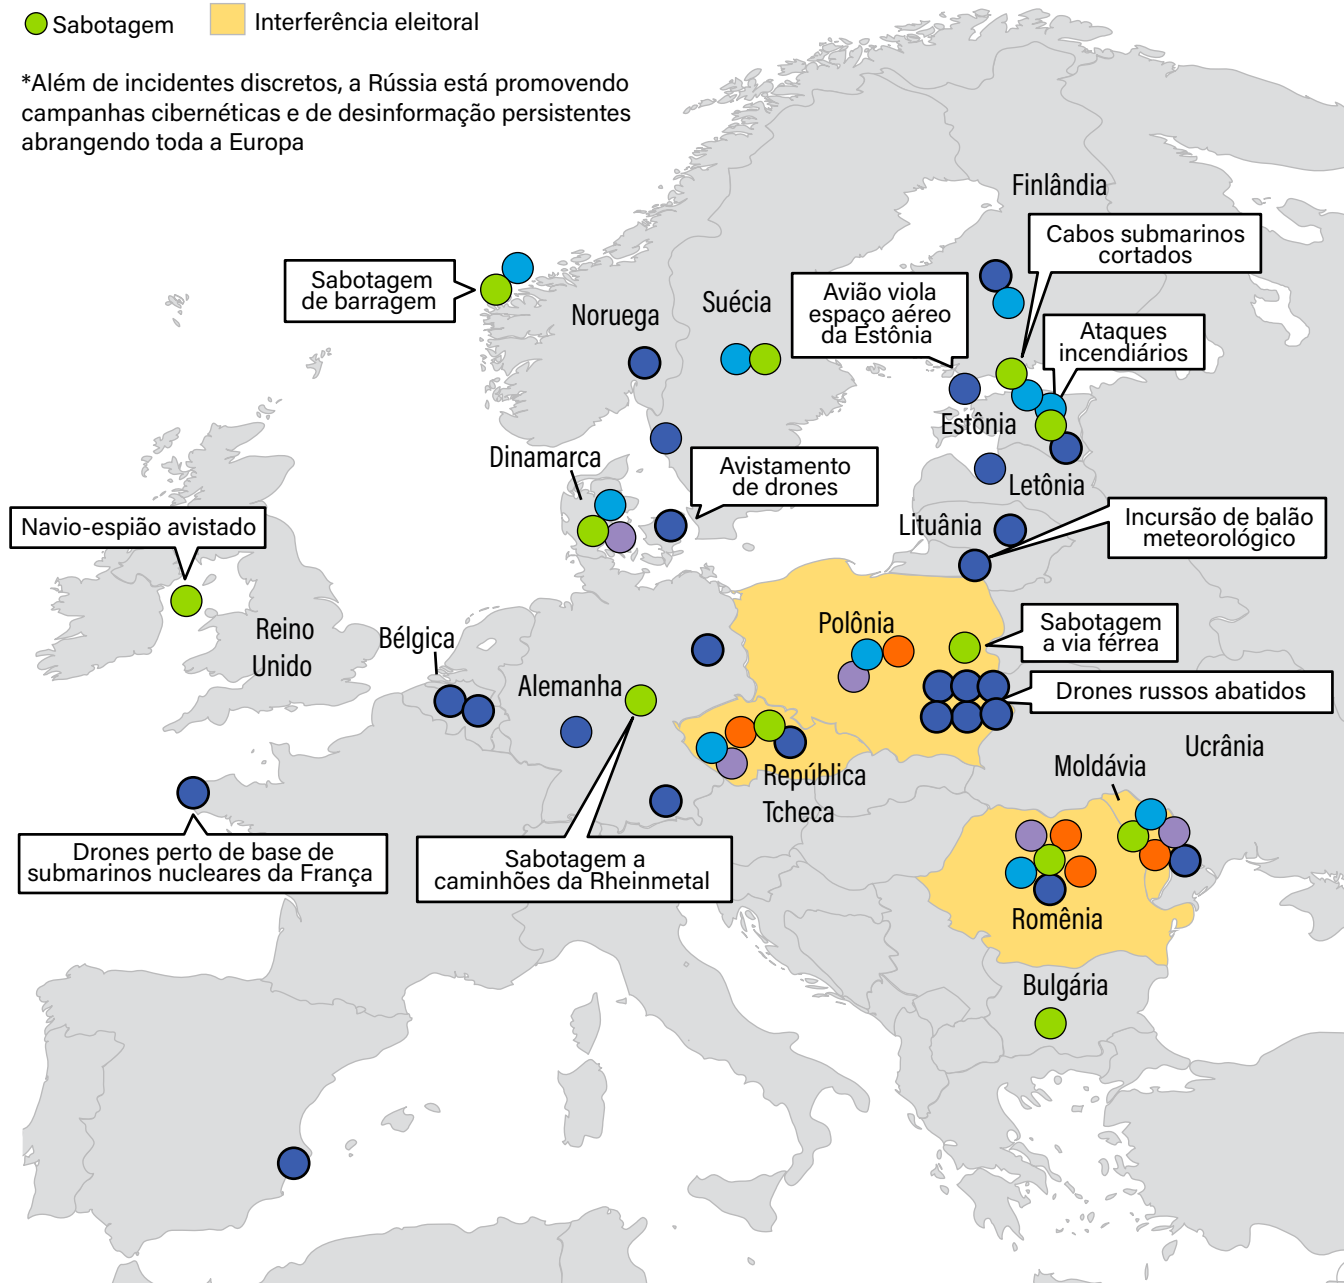 Sabotagem
Interferência eleitoral
*Além de incidentes discretos, a Rússia está promovendo
campanhas cibernéticas e de desinformação persistentes
abrangendo toda a Europa
Finlândia
Cabos submarinos
cortados
Sabotagem
de barragem
Noruega
Suécia
Avião viola
espaço aéreo
da Estônia
Ataques
incendiários
Estônia
Dinamarca
Avistamento
de drones
Letônia
Navio-espião avistado
Lituânia
Incursão de balão
meteorológico
Reino
Unido
Bélgica
Polônia
Sabotagem
a via férrea
Alemanha
Drones russos abatidos
Ucrânia
Moldávia
República
Tcheca
Drones perto de base de
submarinos nucleares da França
Sabotagem a
caminhões da Rheinmetal
Romênia
Bulgária